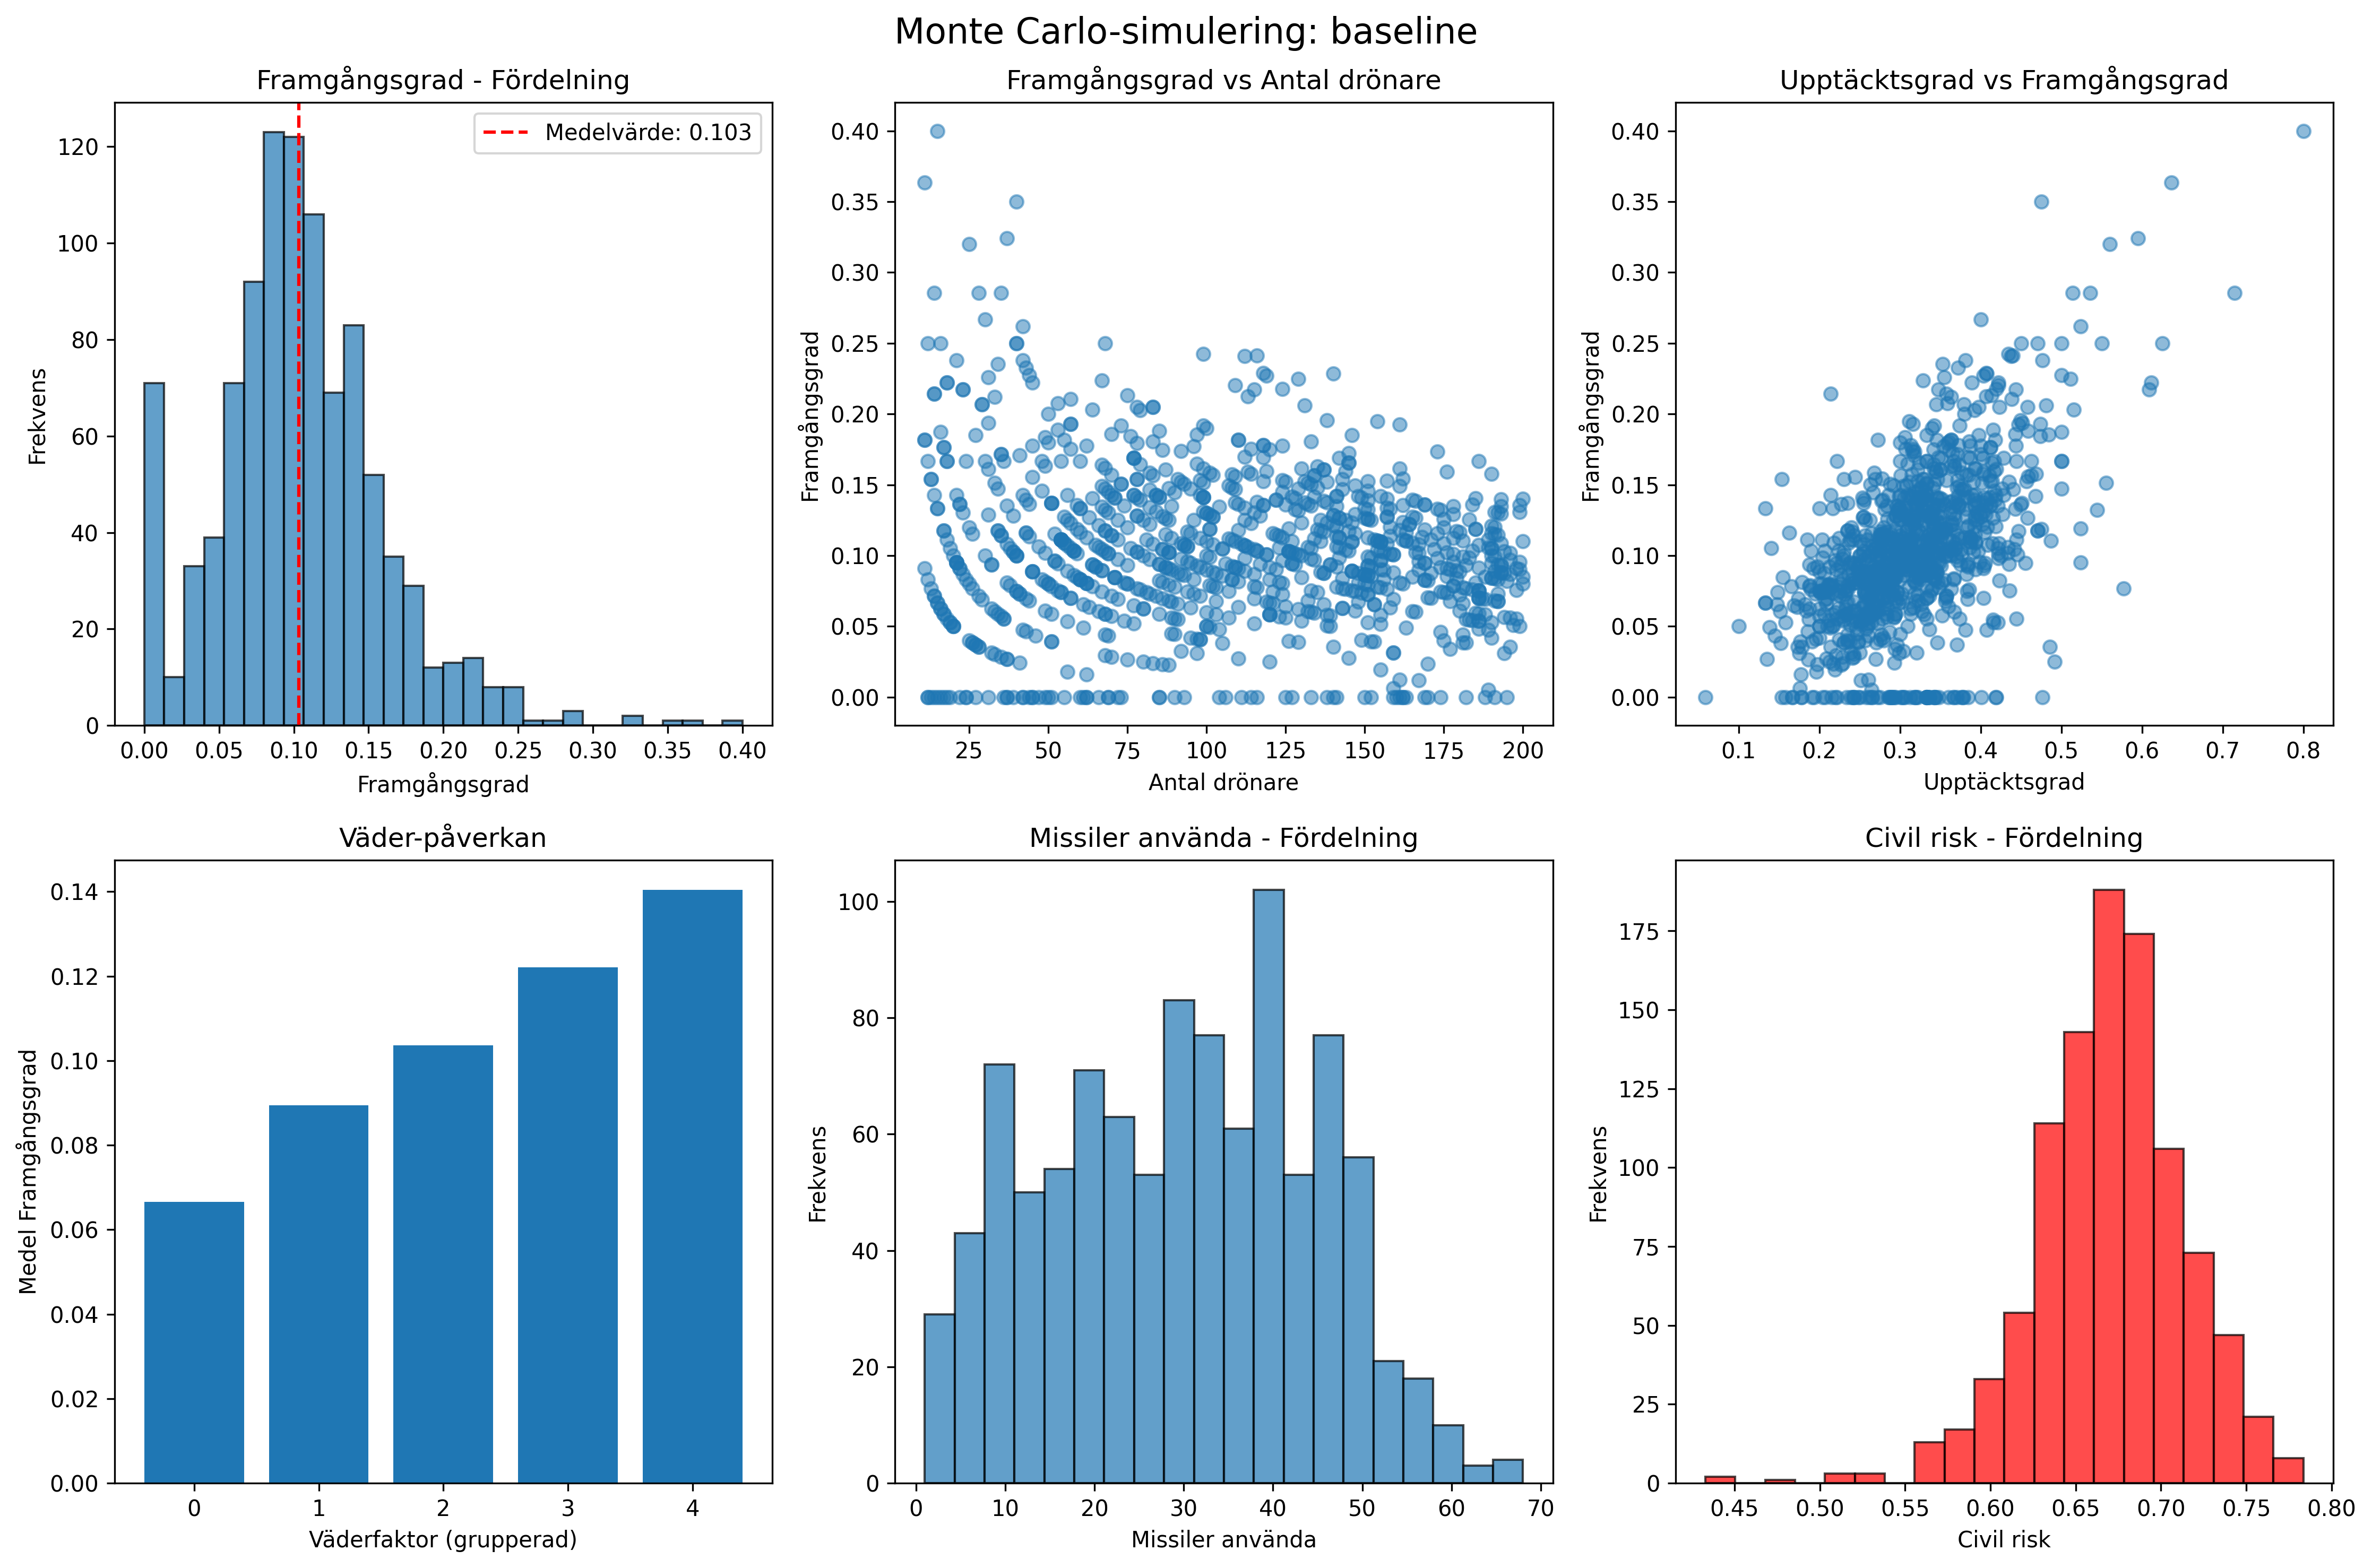 Monte Carlo-simulering: baseline
Framgångsgrad - Fördelning
Frekvens
120
100
80
60
40
20
0
Medelvärde: 0.103
0.00 0.05 0.10 0.15 0.20 0.25 0.30 0.35 0.40
Framgångsgrad
Framgångsgrad vs Antal drönare
Framgångsgrad
0.40
0.35
0.30
0.25
0.20
0.15
0.10
0.05
0.00
25 50 75 100 125 150 175 200
Antal drönare
Upptäcktsgrad vs Framgångsgrad
Framgångsgrad
0.40
0.35
0.30
0.25
0.20
0.15
0.10
0.05
0.00
0.1 0.2 0.3 0.4 0.5 0.6 0.7 0.8
Upptäcktsgrad
Väder-påverkan
Medel Framgångsgrad
0.14
0.12
0.10
0.08
0.06
0.04
0.02
0.00
0 1 2 3 4
Väderfaktor (grupperad)
Missiler använda - Fördelning
Frekvens
100
80
60
40
20
0
0 10 20 30 40 50 60 70
Missiler använda
Civil risk - Fördelning
Frekvens
175
150
125
100
75
50
25
0
0.45 0.50 0.55 0.60 0.65 0.70 0.75 0.80
Civil risk